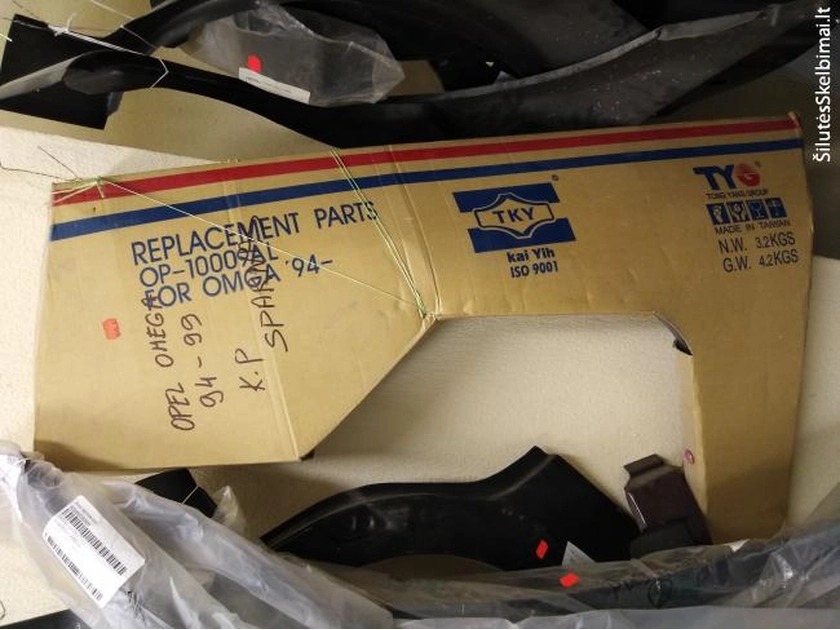 REPLACEMENT PARTS
OP-10009AL
FOR OMGA '94-
OPEL OMEGA
94 - 99
K.P
SPARNAS
TKY
Kai Yih
ISO 9001
TYG
TONG YANG GROUP
MADE IN TAIWAN
N.W. 3.2KGS
G.W. 4.2KGS
ŠilutėsSkelbimai.lt